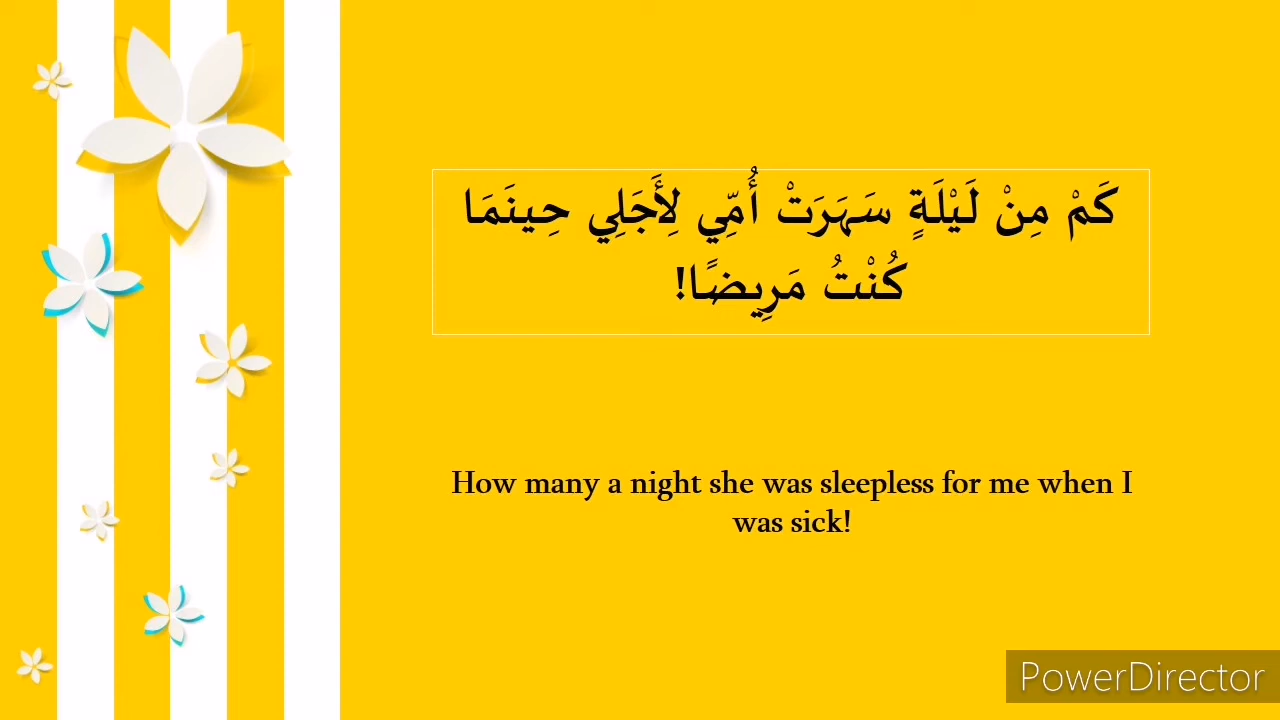 كَمْ مِنْ لَيْلَةٍ سَهَرَتْ أُمِّي لِأَجَلِي حِينَمَا
كُنْتُ مَرِيضًا!
How many a night she was sleepless for me when I
was sick!
PowerDirector